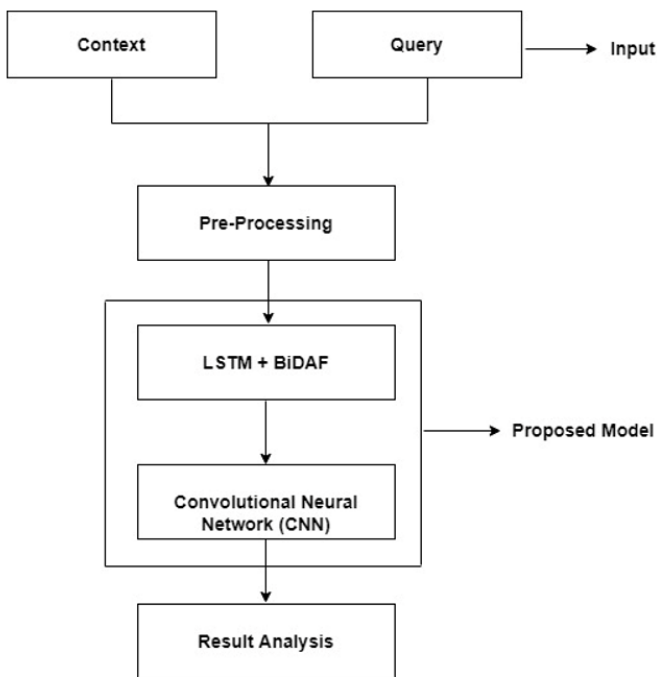 Context
Query
Input
Pre-Processing
LSTM + BiDAF
Proposed Model
Convolutional Neural
Network (CNN)
Result Analysis